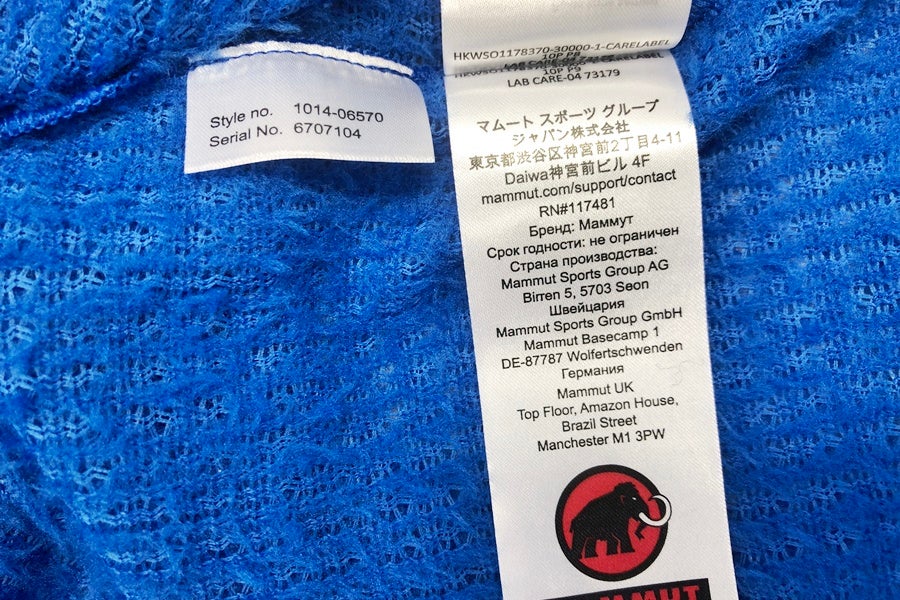 Style no. 1014-06570
Serial No. 6707104
HKWSO1178370-30000-1-CARELABEL
10P P9
LAB CARE-04 73179
マムート スポーツ グループ
ジャパン株式会社
東京都渋谷区神宮前2丁目4-11
Daiwa神宮前ビル 4F
mammut.com/support/contact
RN#117481
Бренд: Маммут
Срок годности: не ограничен
Страна производства:
Mammut Sports Group AG
Birren 5, 5703 Seon
Швейцария
Mammut Sports Group GmbH
Mammut Basecamp 1
DE-87787 Wolfertschwenden
Германия
Mammut UK
Top Floor, Amazon House,
Brazil Street
Manchester M1 3PW